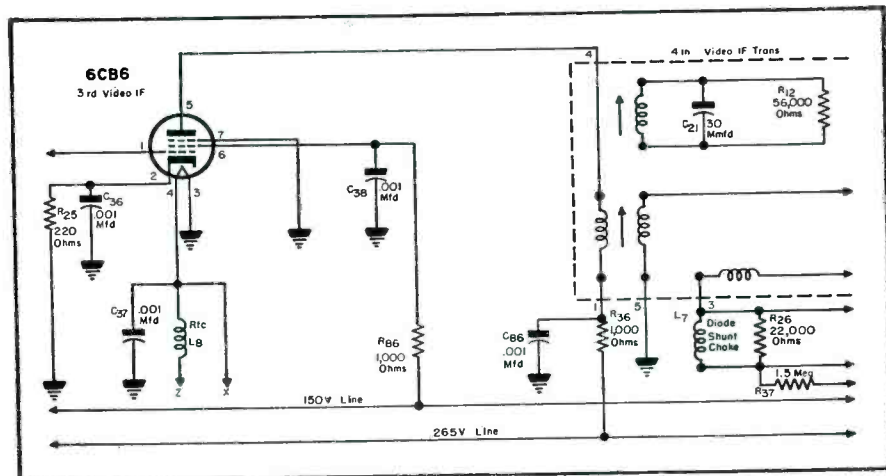 6CB6
3rd Video IF
5
7
6
1
2
4
3
C36
.001
Mfd
R25
220
Ohms
C38
.001
Mfd
C37
.001
Mfd
Rfc
L8
Z
X
R86
1,000
Ohms
4
4th Video IF Trans
C21
30
Mmfd
R12
56,000
Ohms
1
5
3
C86
.001
Mfd
R36
1,000
Ohms
L7
Diode
Shunt
Choke
R26
22,000
Ohms
1.5 Meg
R37
150V Line
265V Line